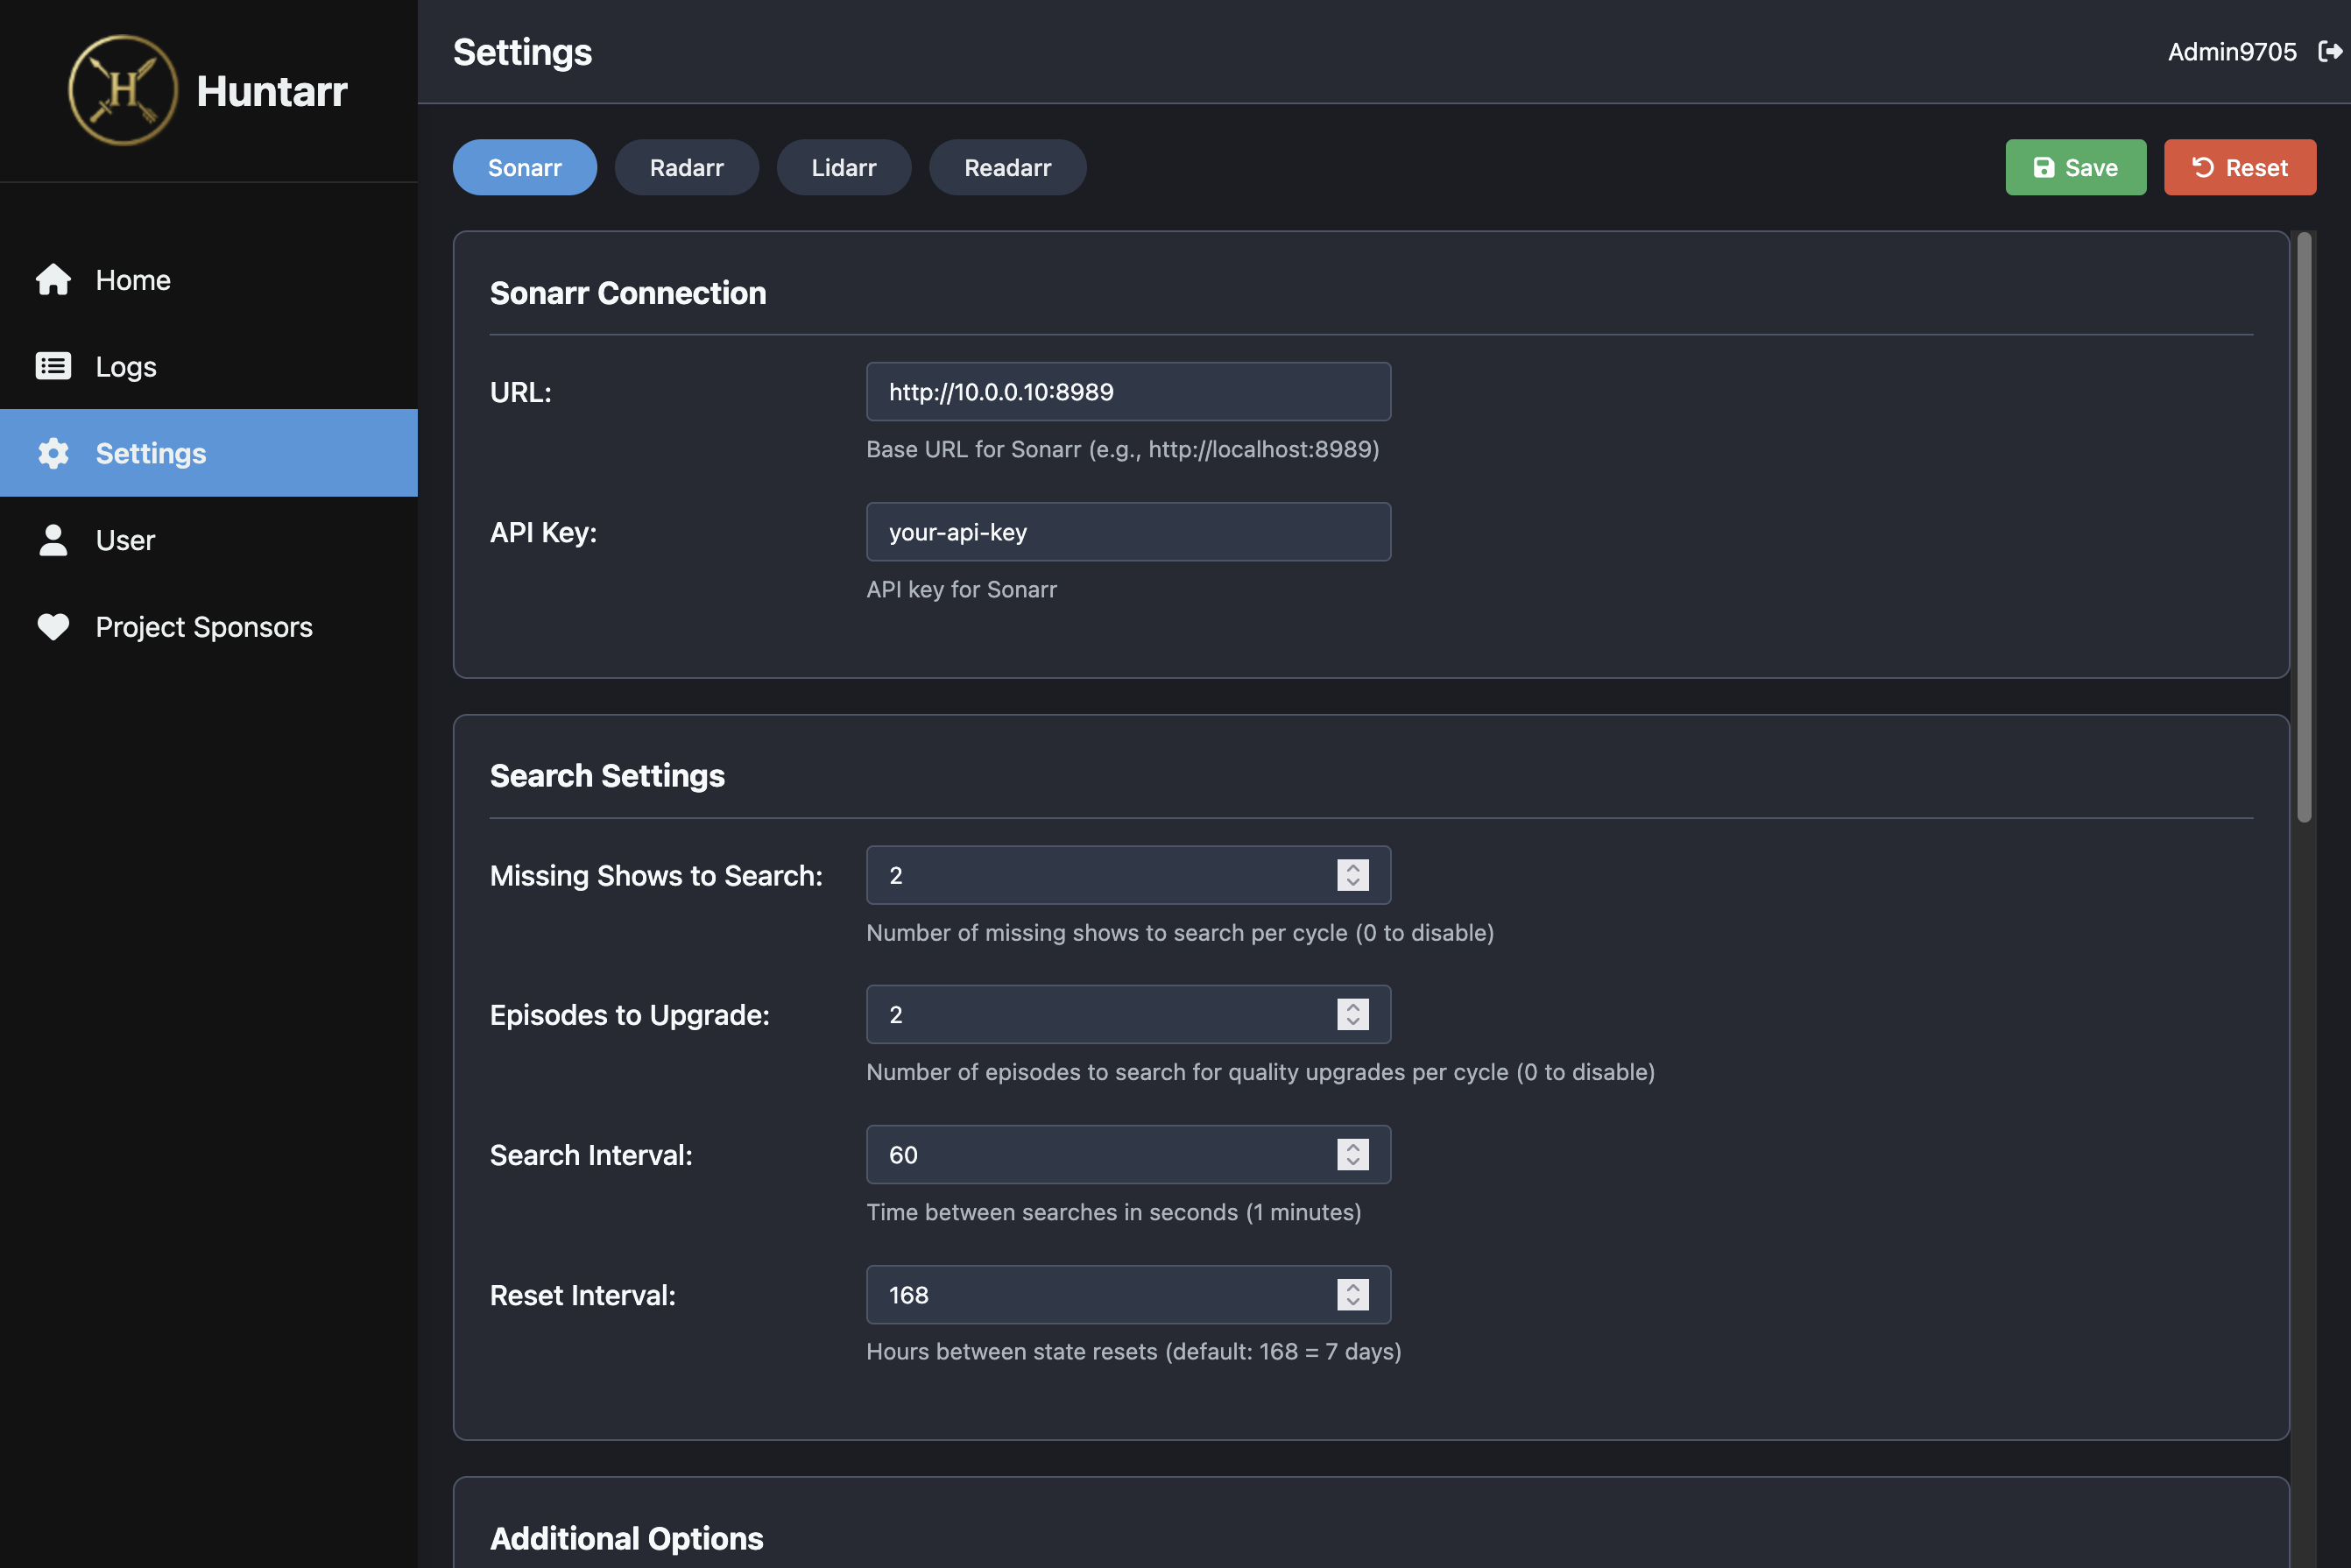 H
Huntarr
Home
Logs
Settings
User
Project Sponsors
Settings
Admin9705
Sonarr Radarr Lidarr Readarr Save Reset
Sonarr Connection
URL: http://10.0.0.10:8989
Base URL for Sonarr (e.g., http://localhost:8989)
API Key: your-api-key
API key for Sonarr
Search Settings
Missing Shows to Search: 2
Number of missing shows to search per cycle (0 to disable)
Episodes to Upgrade: 2
Number of episodes to search for quality upgrades per cycle (0 to disable)
Search Interval: 60
Time between searches in seconds (1 minutes)
Reset Interval: 168
Hours between state resets (default: 168 = 7 days)
Additional Options